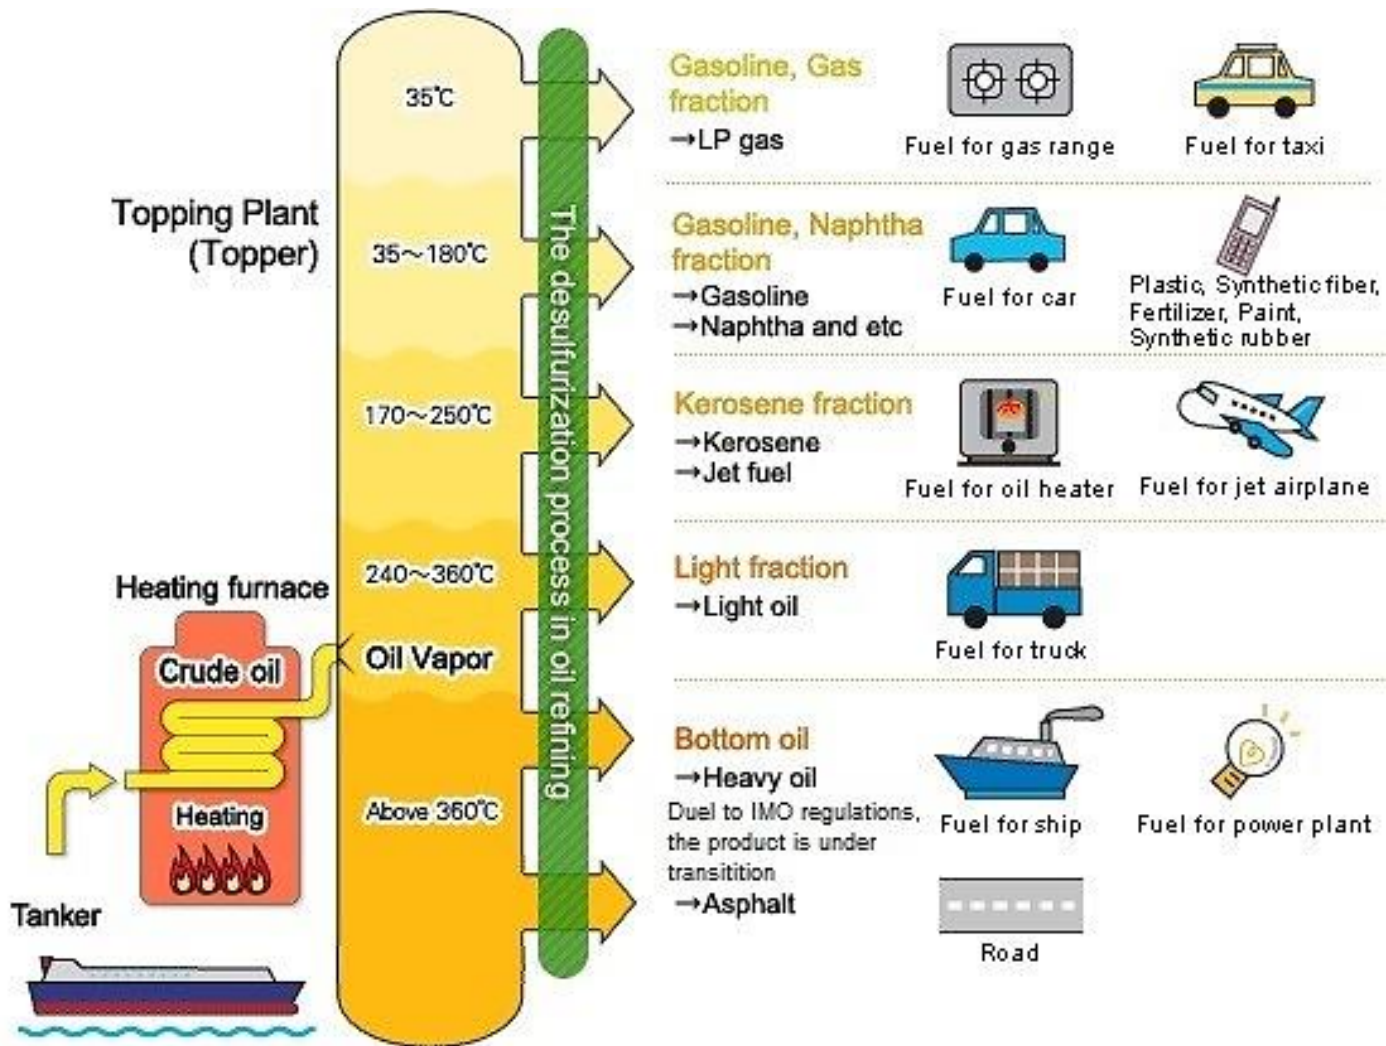 35℃
Gasoline, Gas
fraction
→LP gas
Fuel for gas range
Fuel for taxi
Topping Plant
(Topper)
35～180℃
Gasoline, Naphtha
fraction
→Gasoline
→Naphtha and etc
Fuel for car
Plastic, Synthetic fiber,
Fertilizer, Paint,
Synthetic rubber
170～250℃
Kerosene fraction
→Kerosene
→Jet fuel
Fuel for oil heater
Fuel for jet airplane
The desulfurization process in oil refining
240～360℃
Light fraction
→Light oil
Fuel for truck
Heating furnace
Crude oil
Oil Vapor
Heating
Above 360℃
Bottom oil
→Heavy oil
Duel to IMO regulations,
the product is under
transitition
→Asphalt
Fuel for ship
Fuel for power plant
Road
Tanker